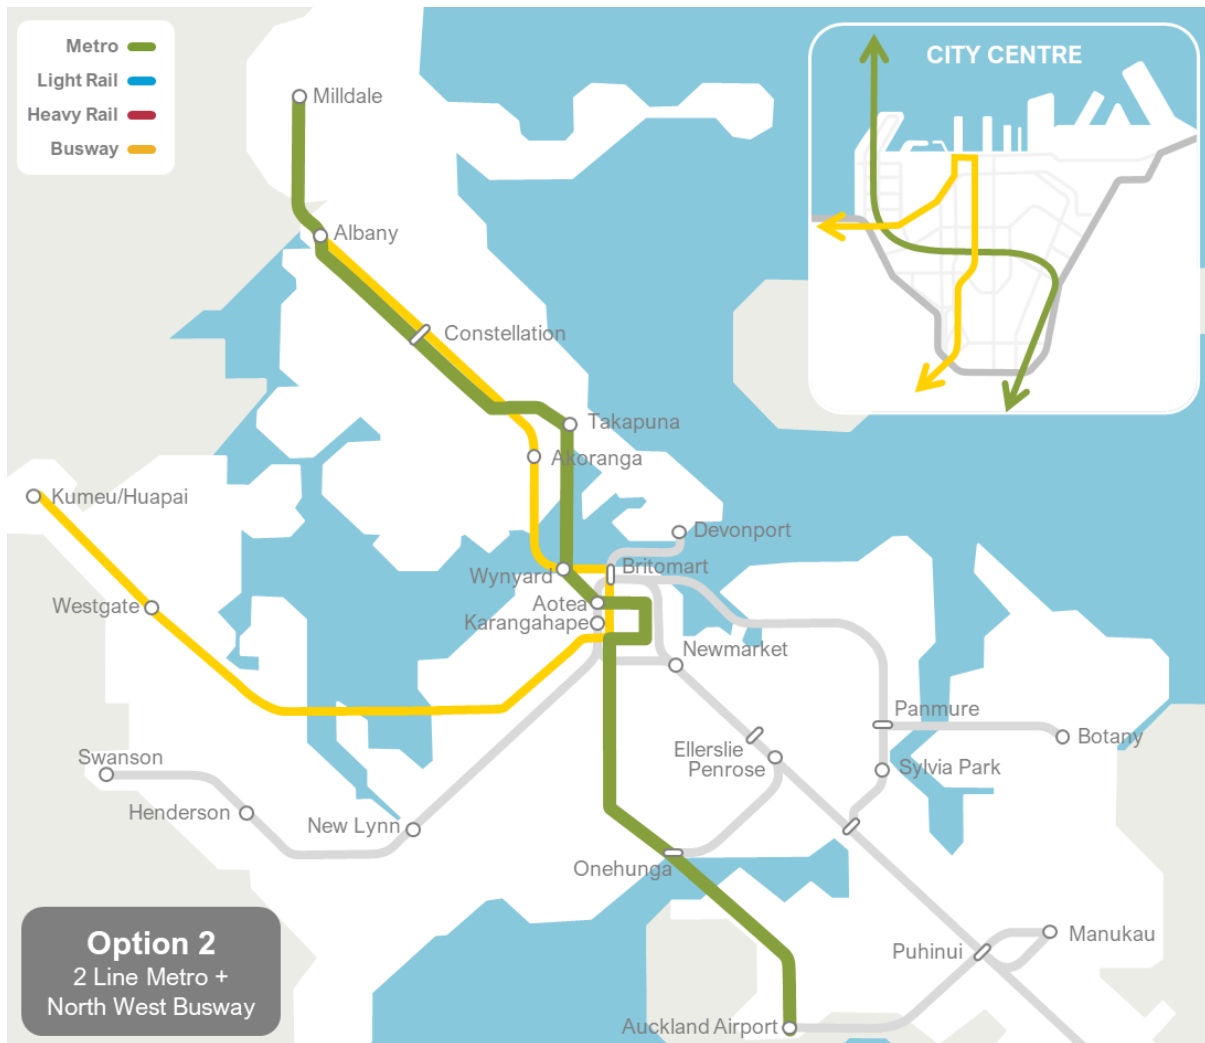 Metro
Light Rail
Heavy Rail
Busway
CITY CENTRE
Milldale
Albany
Constellation
Takapuna
Akoranga
Kumeu/Huapai
Devonport
Britomart
Wynyard
Aotea
Westgate
Karangahape
Newmarket
Panmure
Botany
Ellerslie
Penrose
Sylvia Park
Swanson
Henderson
New Lynn
Onehunga
Manukau
Puhinui
Auckland Airport
Option 2
2 Line Metro +
North West Busway